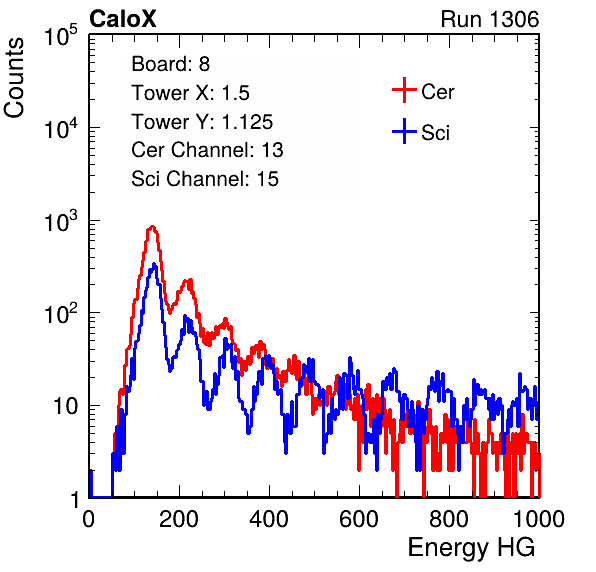 CaloX Run 1306
Counts
10^5
10^4
10^3
10^2
10
1
Board: 8
Tower X: 1.5
Tower Y: 1.125
Cer Channel: 13
Sci Channel: 15
Cer
Sci
0 200 400 600 800 1000
Energy HG